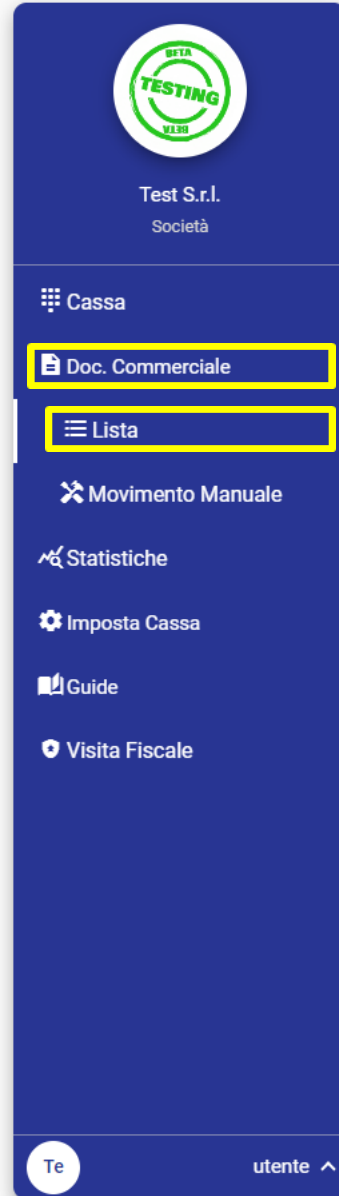 BETA
TESTING
BETA
Test S.r.l.
Società
Cassa
Doc. Commerciale
Lista
Movimento Manuale
Statistiche
Imposta Cassa
Guide
Visita Fiscale
Te
utente